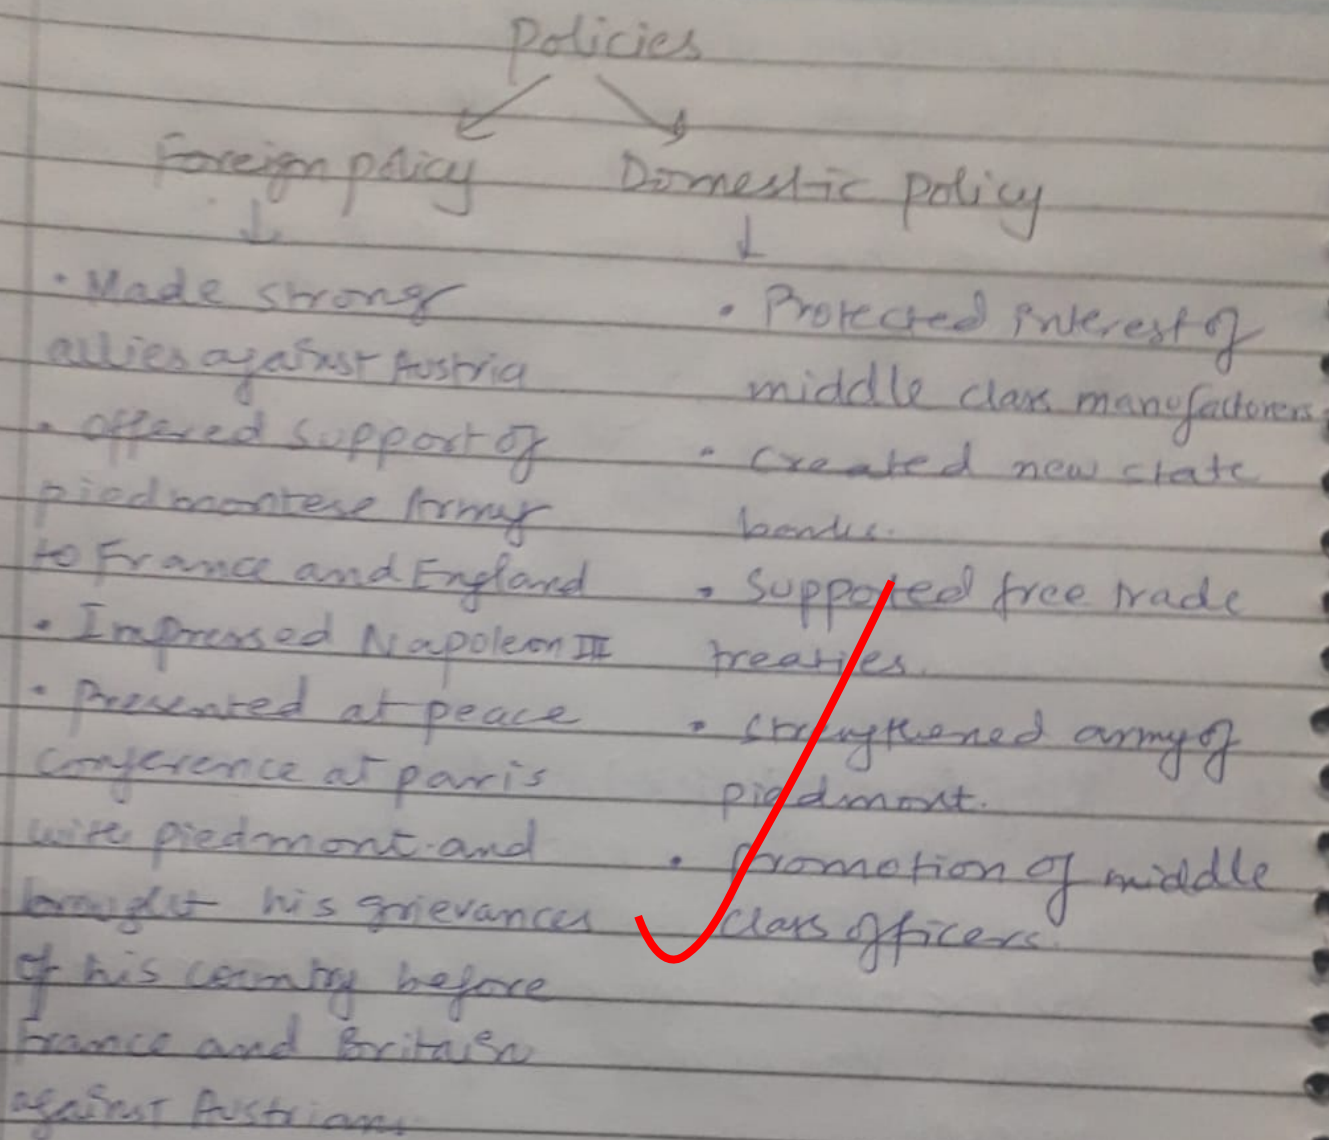 Policies
Foreign policy
Domestic policy
• Made strong
allies against Austria
• offered support of
piedmontese Army
to France and England
• Impressed Napoleon III
• Presented at peace
conference at paris
with piedmont and
brought his grievances
of his country before
France and Britain
against Austrians
• Protected interest of
middle class manufacturers
• created new state
banks.
• Supported free trade
treaties.
• strengthened army of
piedmont.
• Promotion of middle
class officers.